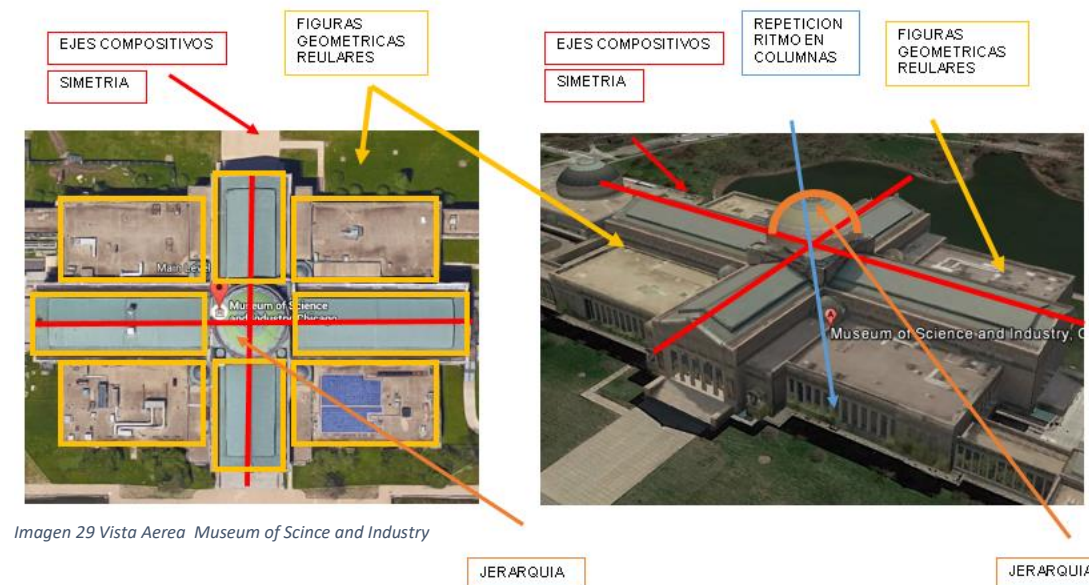 EJES COMPOSITIVOS
SIMETRIA
FIGURAS
GEOMETRICAS
REULARES
EJES COMPOSITIVOS
SIMETRIA
REPETICION
RITMO EN
COLUMNAS
FIGURAS
GEOMETRICAS
REULARES
Main Level
Museum of Science
and Industry, Chicago
Museum of Science and Industry, C
Imagen 29 Vista Aerea Museum of Scince and Industry
JERARQUIA
JERARQUIA